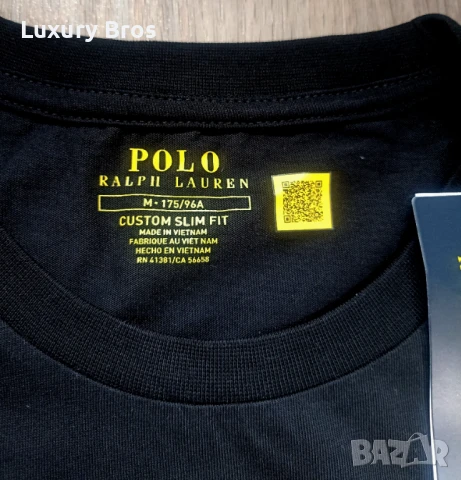 Luxury Bros
POLO
RALPH LAUREN
M - 175/96A
CUSTOM SLIM FIT
MADE IN VIETNAM
FABRIQUE AU VIÊT NAM
HECHO EN VIETNAM
RN 41381/CA 56658
BAZAR